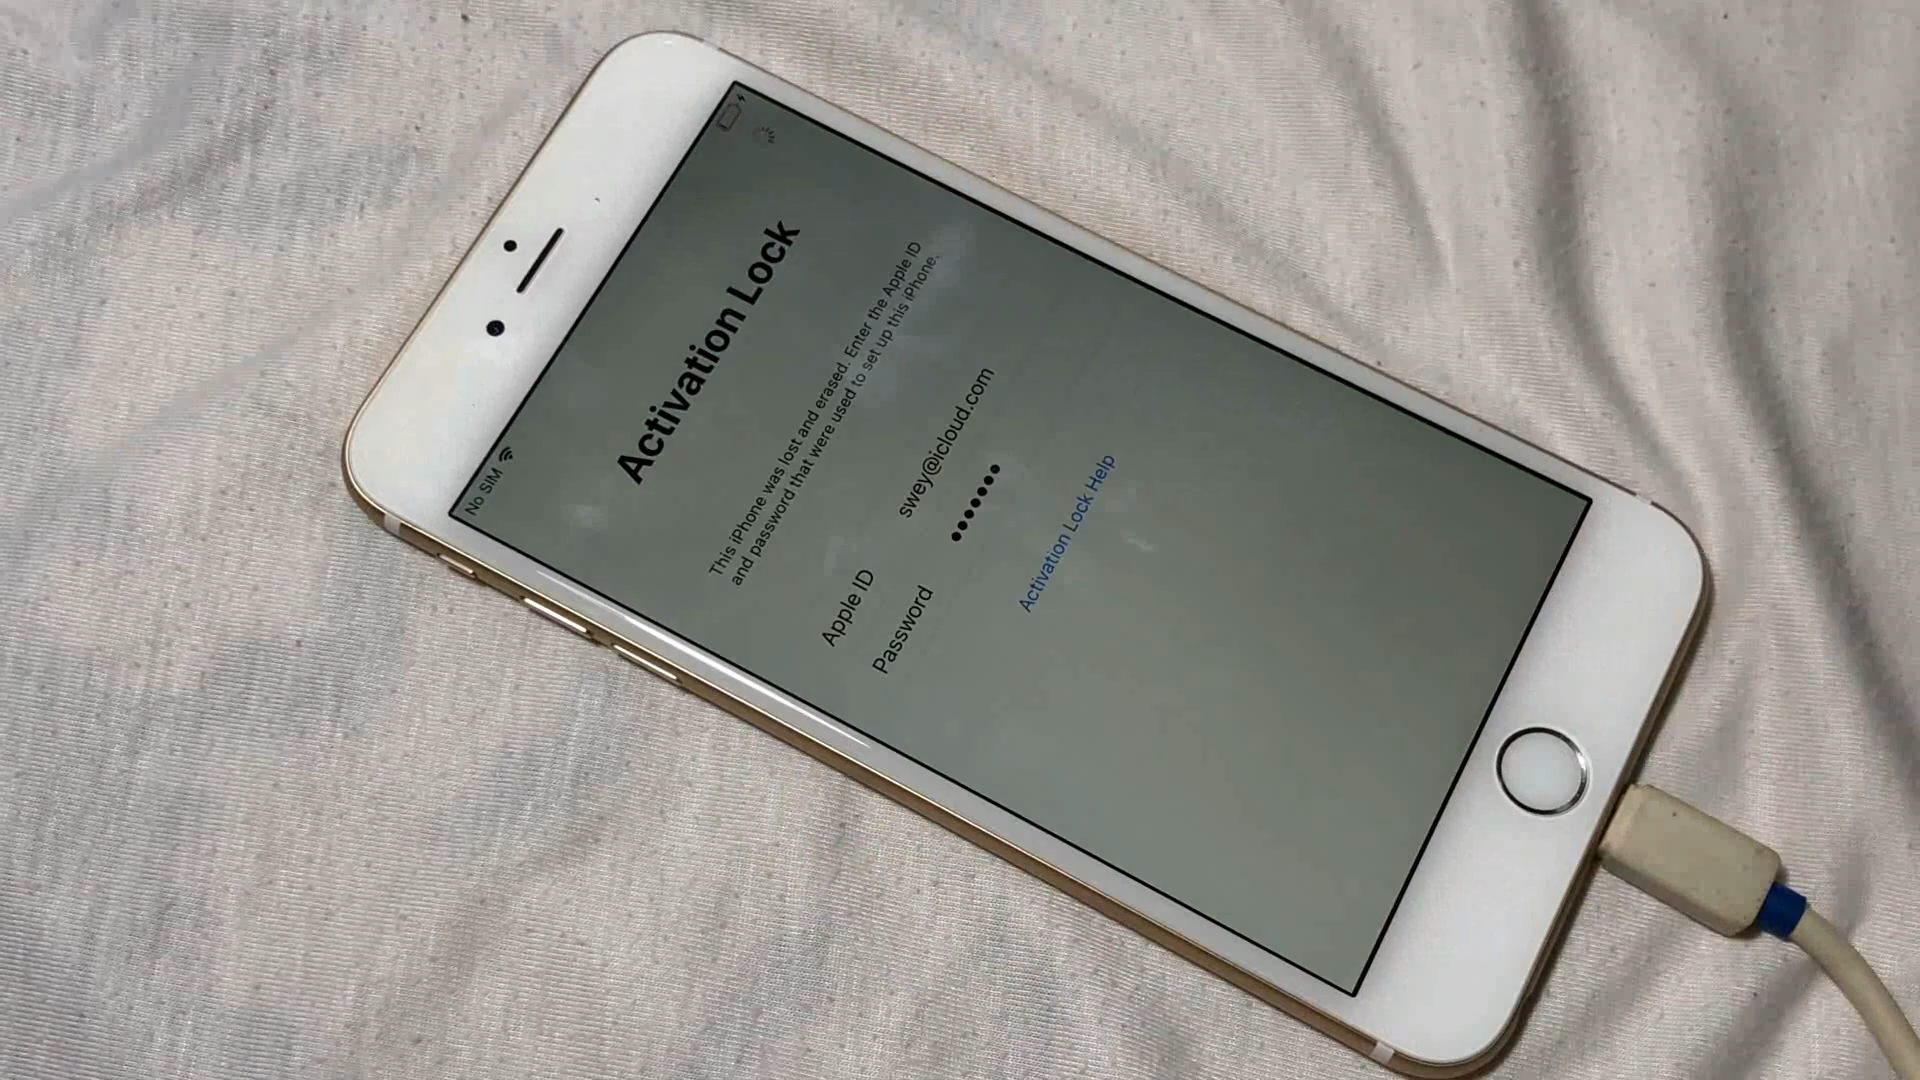 No SIM
Activation Lock
This iPhone was lost and erased. Enter the Apple ID
and password that were used to set up this iPhone.
Apple ID swey@icloud.com
Password ●●●●●●●
Activation Lock Help